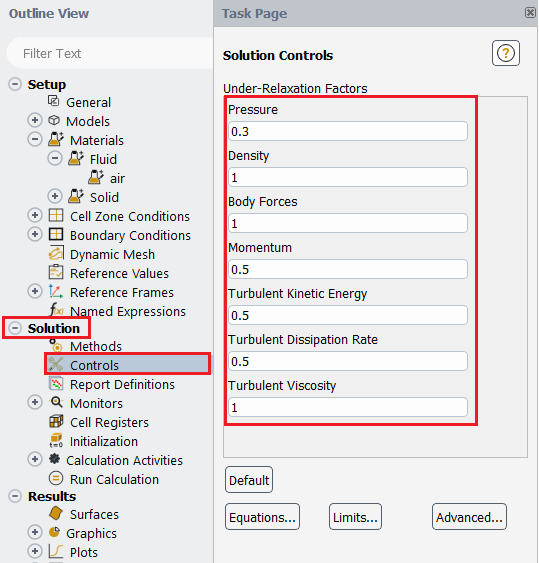 Outline View
Filter Text
Setup
General
Models
Materials
Fluid
air
Solid
Cell Zone Conditions
Boundary Conditions
Dynamic Mesh
Reference Values
Reference Frames
Named Expressions
Solution
Methods
Controls
Report Definitions
Monitors
Cell Registers
Initialization
Calculation Activities
Run Calculation
Results
Surfaces
Graphics
Plots
Task Page
Solution Controls
?
Under-Relaxation Factors
Pressure
0.3
Density
1
Body Forces
1
Momentum
0.5
Turbulent Kinetic Energy
0.5
Turbulent Dissipation Rate
0.5
Turbulent Viscosity
1
Default
Equations... Limits... Advanced...